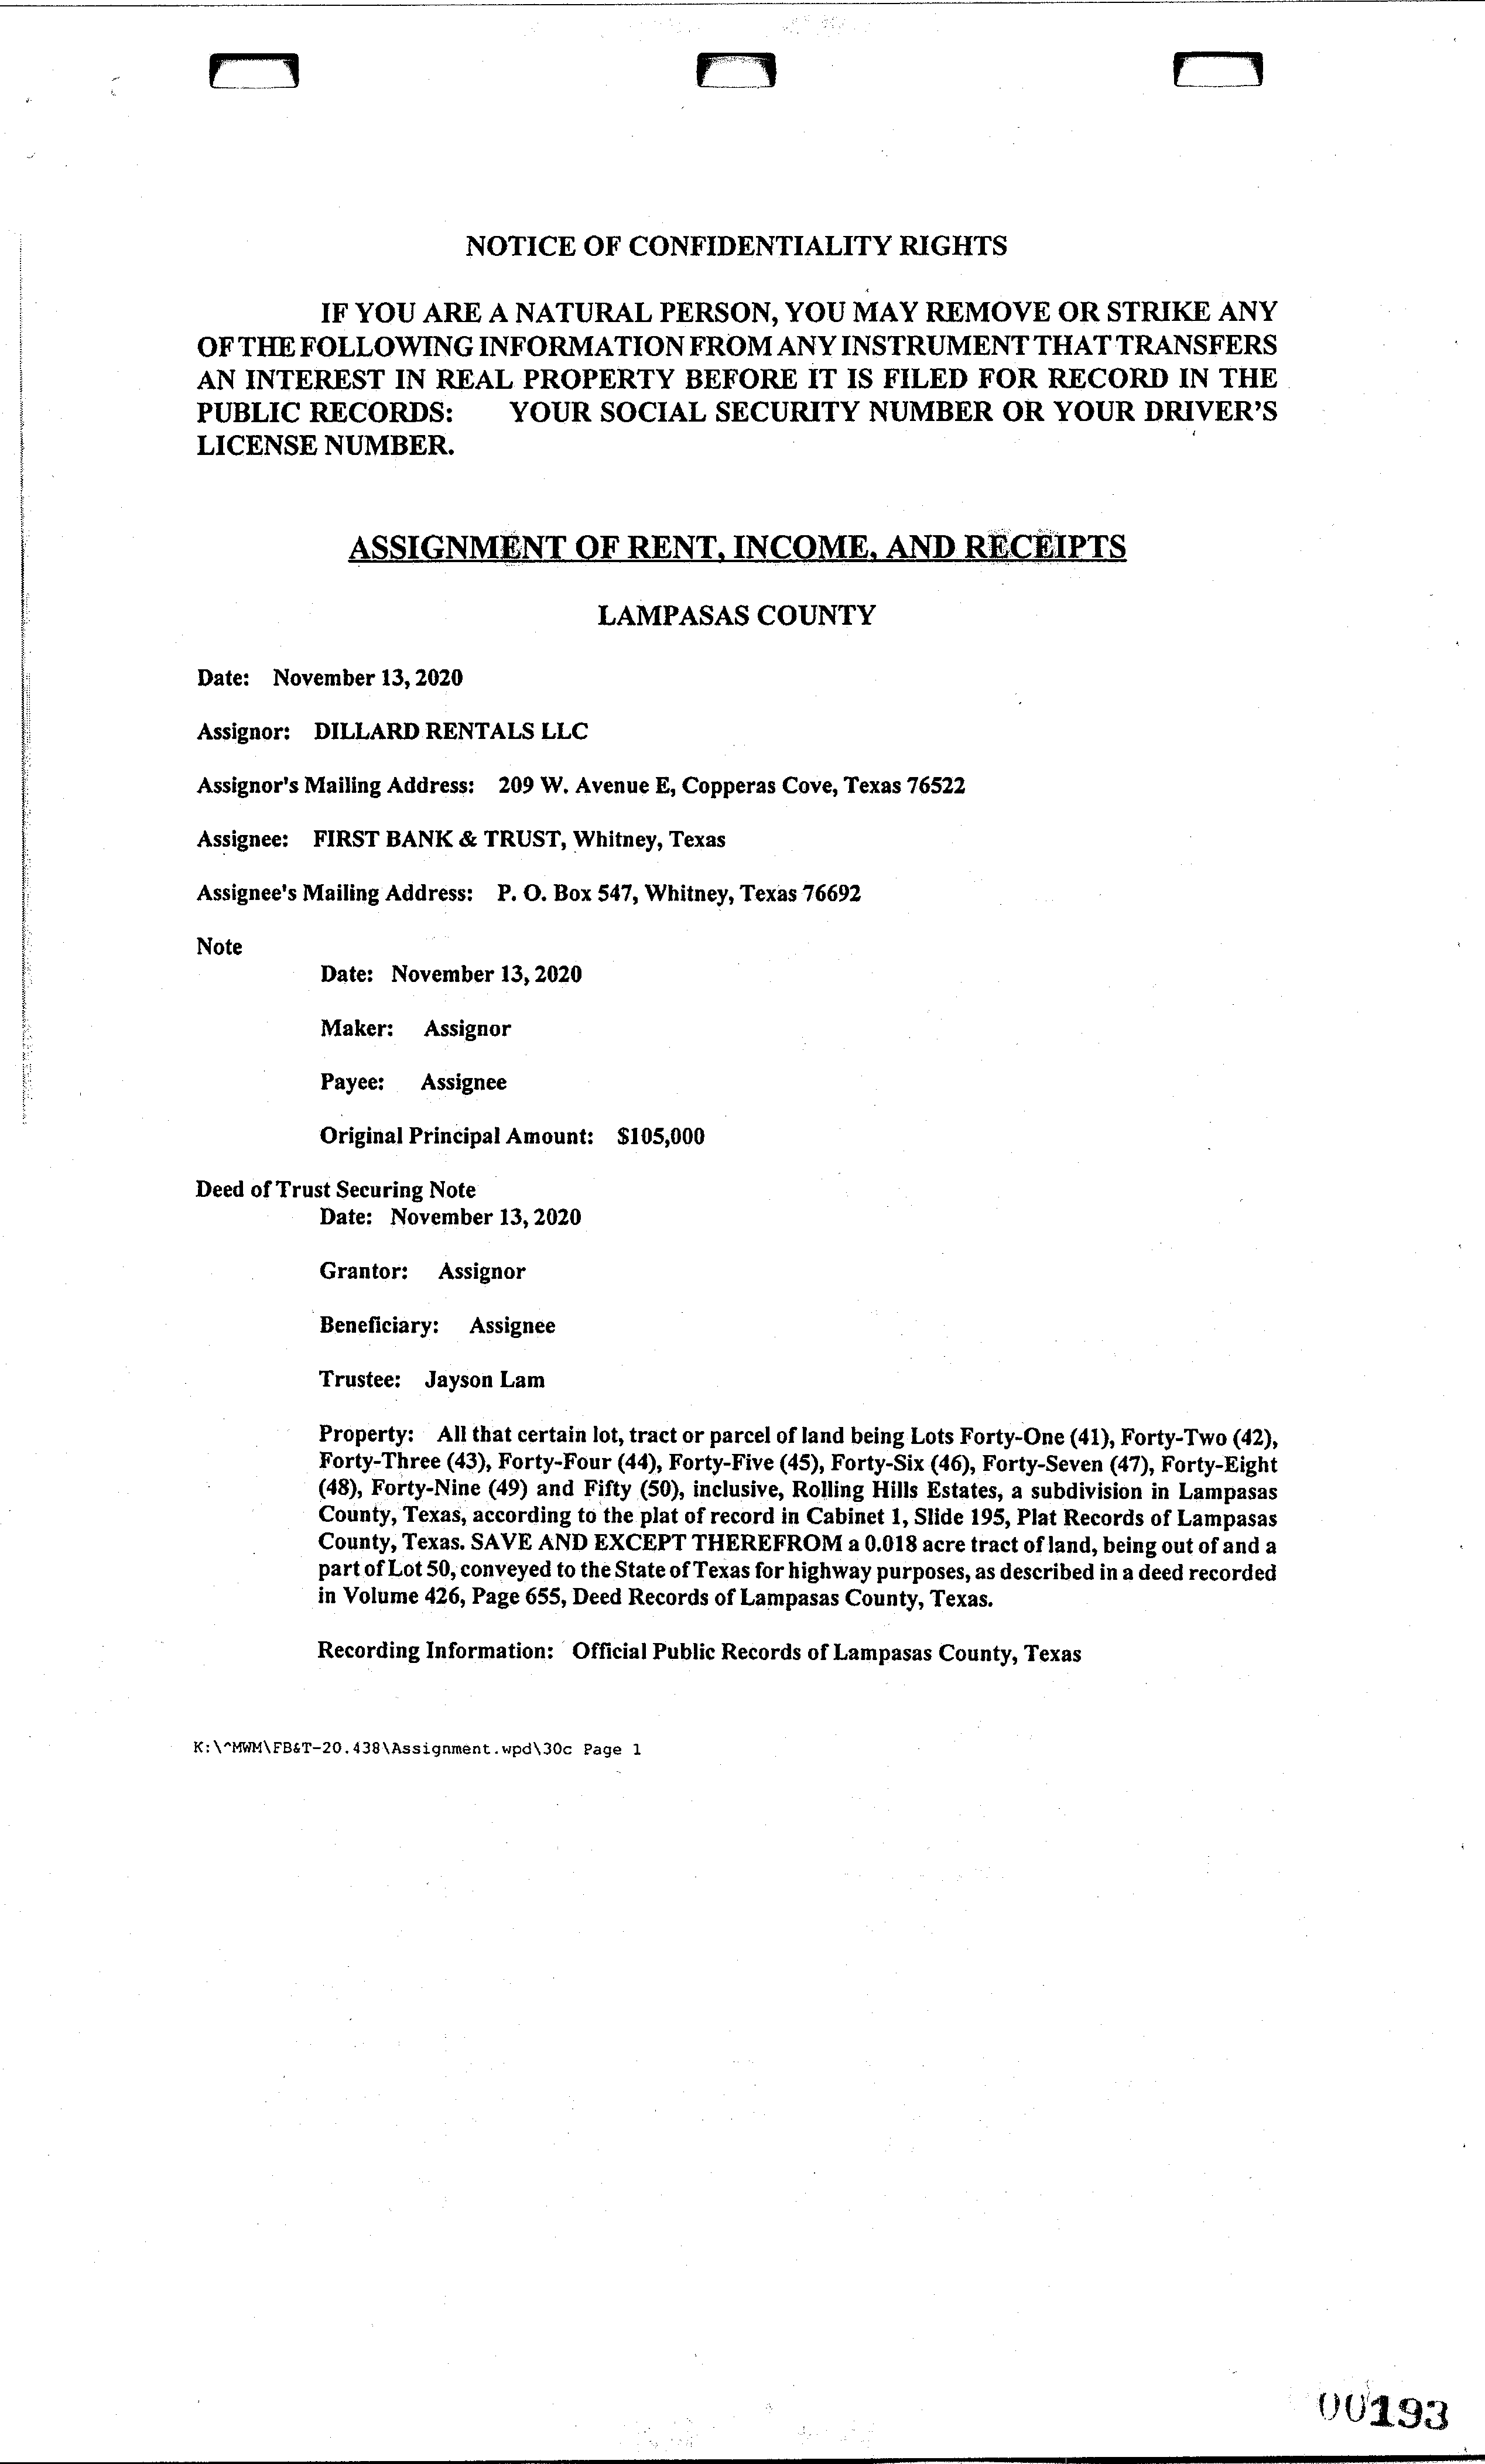 NOTICE OF CONFIDENTIALITY RIGHTS
IF YOU ARE A NATURAL PERSON, YOU MAY REMOVE OR STRIKE ANY
OF THE FOLLOWING INFORMATION FROM ANY INSTRUMENT THAT TRANSFERS
AN INTEREST IN REAL PROPERTY BEFORE IT IS FILED FOR RECORD IN THE
PUBLIC RECORDS: YOUR SOCIAL SECURITY NUMBER OR YOUR DRIVER'S
LICENSE NUMBER.
ASSIGNMENT OF RENT, INCOME, AND RECEIPTS
LAMPASAS COUNTY
Date: November 13, 2020
Assignor: DILLARD RENTALS LLC
Assignor's Mailing Address: 209 W. Avenue E, Copperas Cove, Texas 76522
Assignee: FIRST BANK & TRUST, Whitney, Texas
Assignee's Mailing Address: P. O. Box 547, Whitney, Texas 76692
Note
Date: November 13, 2020
Maker: Assignor
Payee: Assignee
Original Principal Amount: $105,000
Deed of Trust Securing Note
Date: November 13, 2020
Grantor: Assignor
Beneficiary: Assignee
Trustee: Jayson Lam
Property: All that certain lot, tract or parcel of land being Lots Forty-One (41), Forty-Two (42),
Forty-Three (43), Forty-Four (44), Forty-Five (45), Forty-Six (46), Forty-Seven (47), Forty-Eight
(48), Forty-Nine (49) and Fifty (50), inclusive, Rolling Hills Estates, a subdivision in Lampasas
County, Texas, according to the plat of record in Cabinet 1, Slide 195, Plat Records of Lampasas
County, Texas. SAVE AND EXCEPT THEREFROM a 0.018 acre tract of land, being out of and a
part of Lot 50, conveyed to the State of Texas for highway purposes, as described in a deed recorded
in Volume 426, Page 655, Deed Records of Lampasas County, Texas.
Recording Information: Official Public Records of Lampasas County, Texas
K:\^MWM\FB&T-20.438\Assignment.wpd\30c Page 1
00193